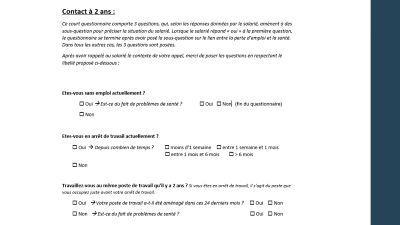 Contact à 2 ans :
Ce court questionnaire comporte 3 questions, qui, selon les réponses données par le salarié, amènent à des
sous-question pour préciser la situation du salarié. Lorsque le salarié répond « oui » à la première question,
le questionnaire se termine après avoir posé la sous-question sur le lien entre la perte d'emploi et la santé.
Dans tous les autres cas, les 3 questions sont posées.
Après avoir rappelé au salarié le contexte de votre appel, merci de poser les questions en respectant le
libellé proposé ci-dessous :
Etes-vous sans emploi actuellement ?
☐ Oui → Est-ce du fait de problèmes de santé ? ☐ Oui ☐ Non (fin du questionnaire)
☐ Non
Etes-vous en arrêt de travail actuellement ?
☐ Oui → Depuis combien de temps ? ☐ moins d'1 semaine ☐ entre 1 semaine et 1 mois
☐ entre 1 mois et 6 mois ☐ > 6 mois
☐ Non
Travaillez-vous au même poste de travail qu'il y a 2 ans ? Si vous êtes en arrêt de travail, il s'agit du poste que
vous occupiez juste avant votre arrêt de travail.
☐ Oui → Votre poste de travail a-t-il été aménagé dans ces 24 derniers mois ? ☐ Oui ☐ Non
☐ Non → Est-ce du fait de problèmes de santé ? ☐ Oui ☐ Non